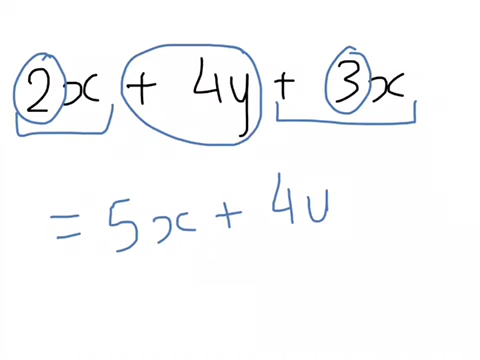 2x + 4y + 3x
= 5x + 4u